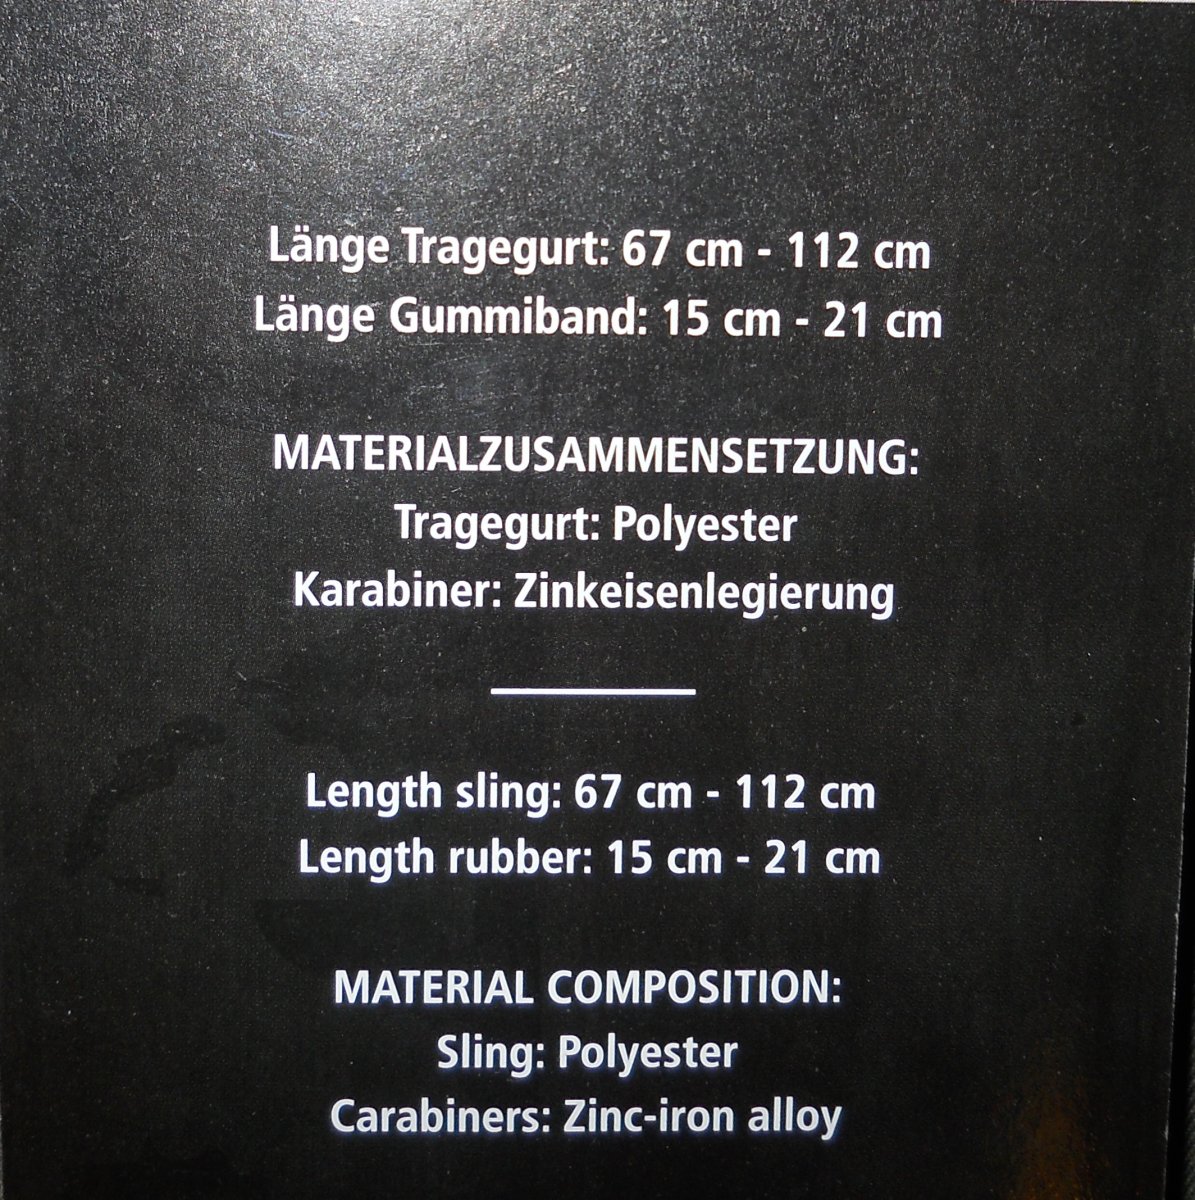 Länge Tragegurt: 67 cm - 112 cm
Länge Gummiband: 15 cm - 21 cm
MATERIALZUSAMMENSETZUNG:
Tragegurt: Polyester
Karabiner: Zinkeisenlegierung
Length sling: 67 cm - 112 cm
Length rubber: 15 cm - 21 cm
MATERIAL COMPOSITION:
Sling: Polyester
Carabiners: Zinc-iron alloy